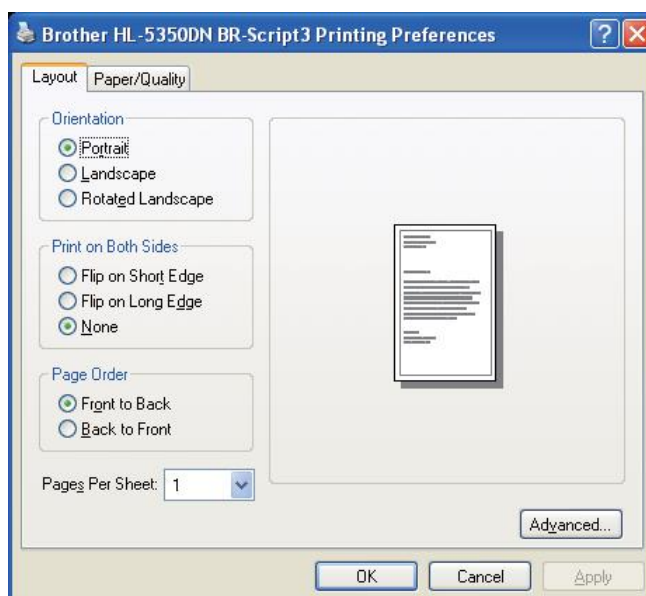 Brother HL-5350DN BR-Script3 Printing Preferences
Layout
Paper/Quality
Orientation
Portrait
Landscape
Rotated Landscape
Print on Both Sides
Flip on Short Edge
Flip on Long Edge
None
Page Order
Front to Back
Back to Front
Pages Per Sheet: 1
Advanced...
OK
Cancel
Apply